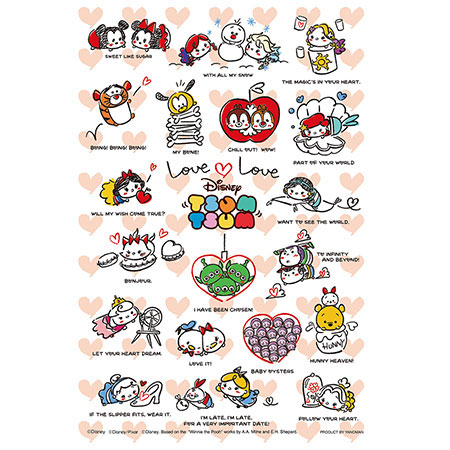 SWEET LIKE SUGAR
WITH ALL MY SNOW
THE MAGIC'S IN YOUR HEART.
BOING! BOING! BOING!
MY BONE!
CHILL OUT! WOW!
PART OF YOUR WORLD
Love Love
Disney
TSUM
TSUM
WILL MY WISH COME TRUE?
WANT TO SEE THE WORLD.
BONJOUR.
TO INFINITY
AND BEYOND!
I HAVE BEEN CHOSEN!
LET YOUR HEART DREAM.
LOVE IT!
BABY OYSTERS
HUNNY
HUNNY HEAVEN!
IF THE SLIPPER FITS, WEAR IT.
I'M LATE, I'M LATE,
FOR A VERY IMPORTANT DATE!
FOLLOW YOUR HEART.
©Disney ©Disney/Pixar ©Disney. Based on the "Winnie the Pooh" works by A.A. Milne and E.H. Shepard.
PRODUCT BY YANOMAN